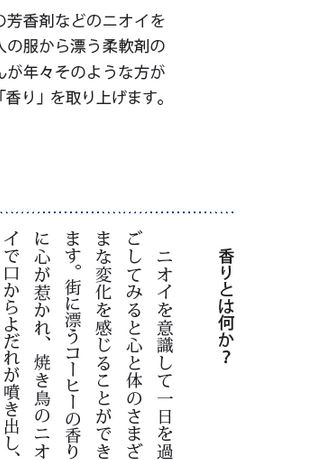 の芳香剤などのニオイを
人の服から漂う柔軟剤の
んが年々そのような方が
「香り」を取り上げます。
香りとは何か？
ニオイを意識して一日を過
ごしてみると心と体のさまざ
まな変化を感じることができ
ます。街に漂うコーヒーの香り
に心が惹かれ、焼き鳥のニオ
イで口からよだれが噴き出し、